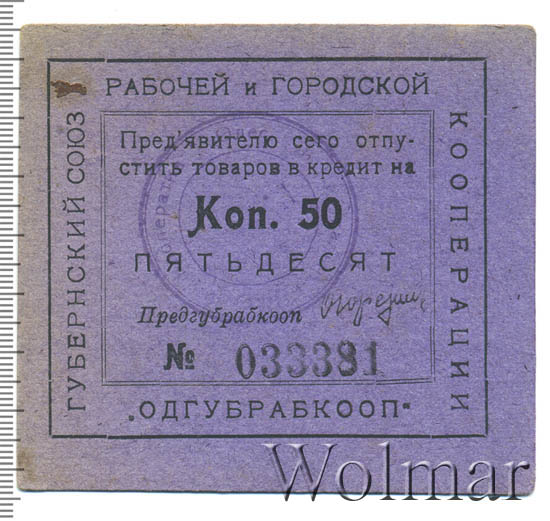 ГУБЕРНСКИЙ СОЮЗ
РАБОЧЕЙ и ГОРОДСКОЙ
КООПЕРАЦИИ
Пред'явителю сего отпу-
стить товаров в кредит на
Коп. 50
ПЯТЬДЕСЯТ
Предгубрабкооп
№ 033381
„ОДГУБРАБКООП"
Wolmar